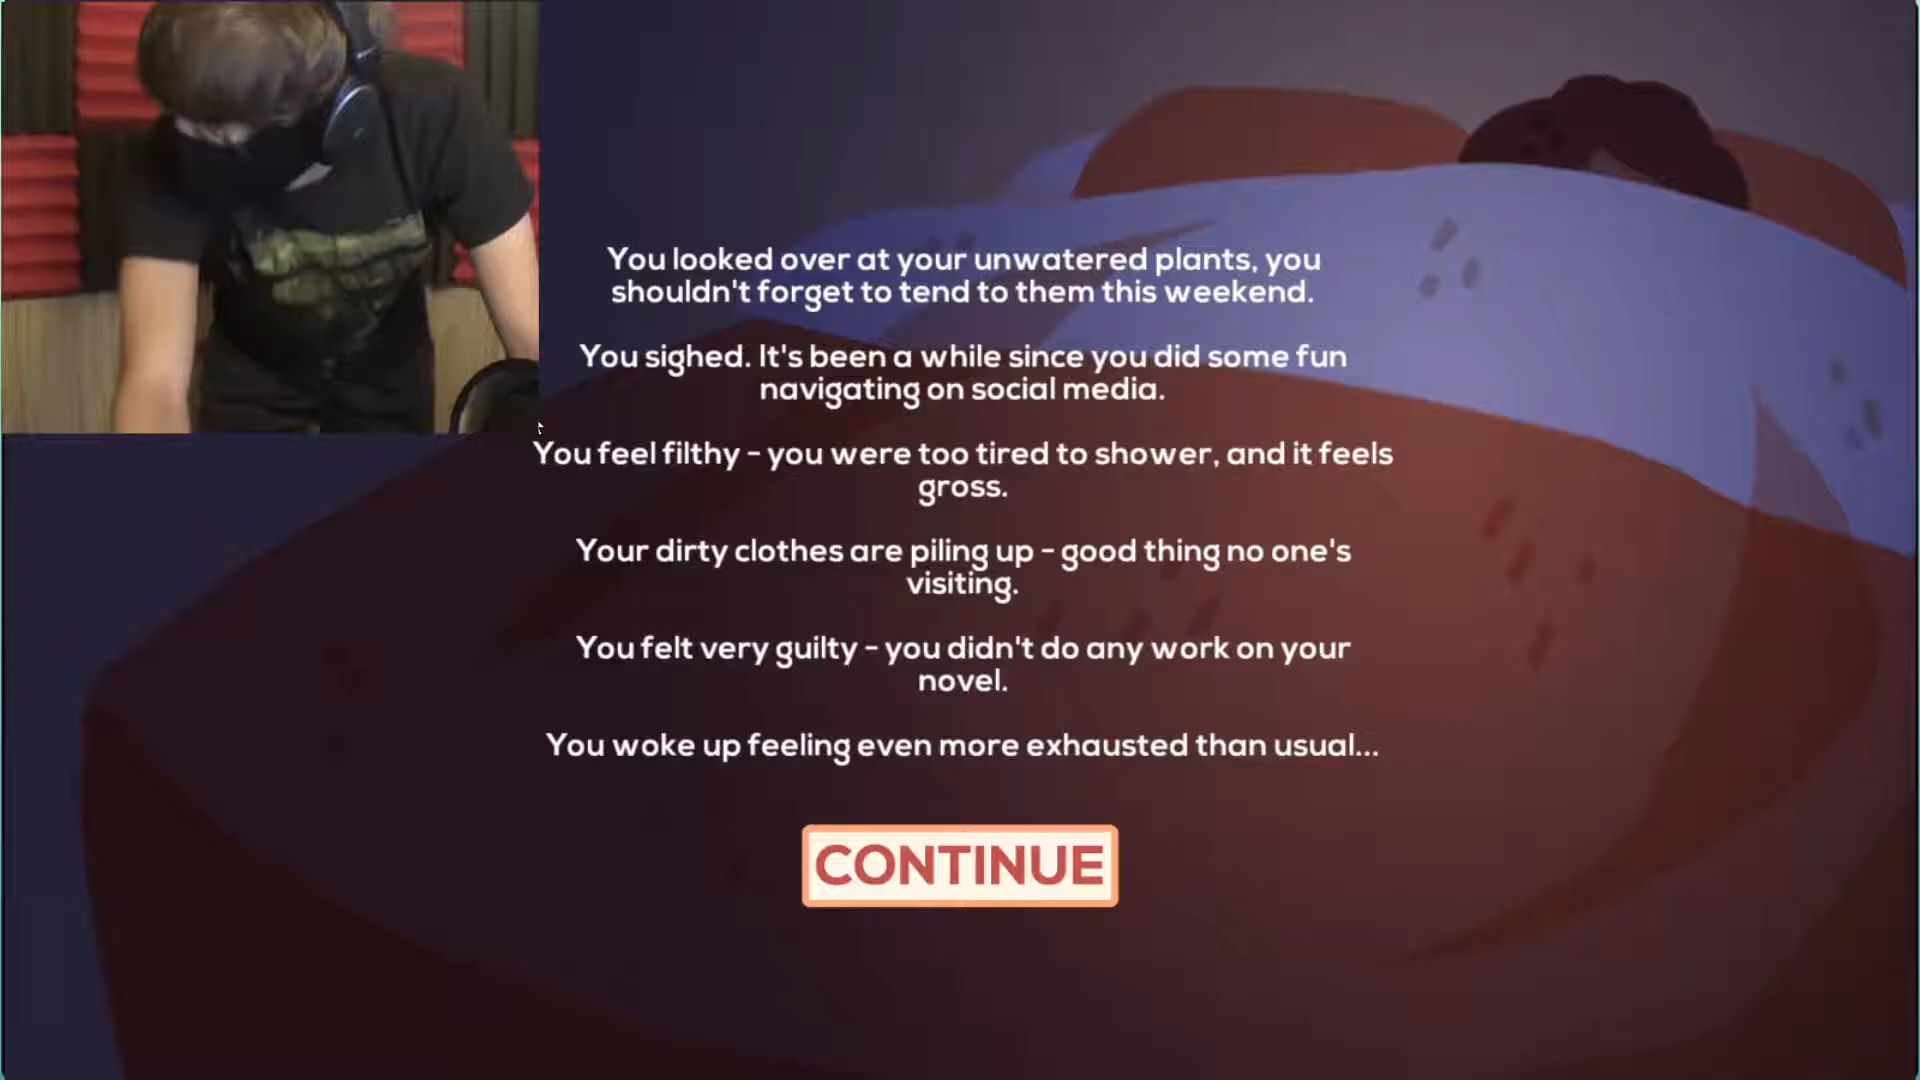 You looked over at your unwatered plants, you
shouldn't forget to tend to them this weekend.
You sighed. It's been a while since you did some fun
navigating on social media.
You feel filthy - you were too tired to shower, and it feels
gross.
Your dirty clothes are piling up - good thing no one's
visiting.
You felt very guilty - you didn't do any work on your
novel.
You woke up feeling even more exhausted than usual...
CONTINUE